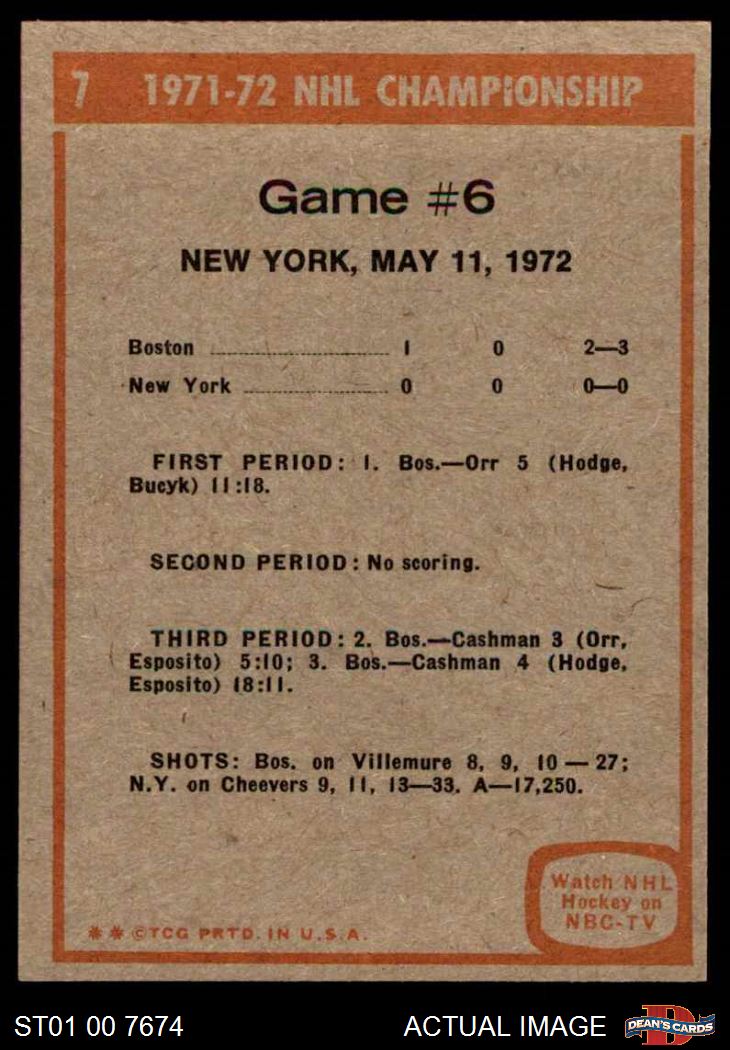 7 1971-72 NHL CHAMPIONSHIP
Game #6
NEW YORK, MAY 11, 1972
Boston ........................ 1 0 2—3
New York ........................ 0 0 0—0
FIRST PERIOD: 1. Bos.—Orr 5 (Hodge,
Bucyk) 11:18.
SECOND PERIOD: No scoring.
THIRD PERIOD: 2. Bos.—Cashman 3 (Orr,
Esposito) 5:10; 3. Bos.—Cashman 4 (Hodge,
Esposito) 18:11.
SHOTS: Bos. on Villemure 8, 9, 10—27;
N.Y. on Cheevers 9, 11, 13—33. A—17,250.
Watch NHL
Hockey on
NBC-TV
* * ©TCG PRTD. IN U.S.A.
ST01 00 7674 ACTUAL IMAGE D DEAN'S CARDS